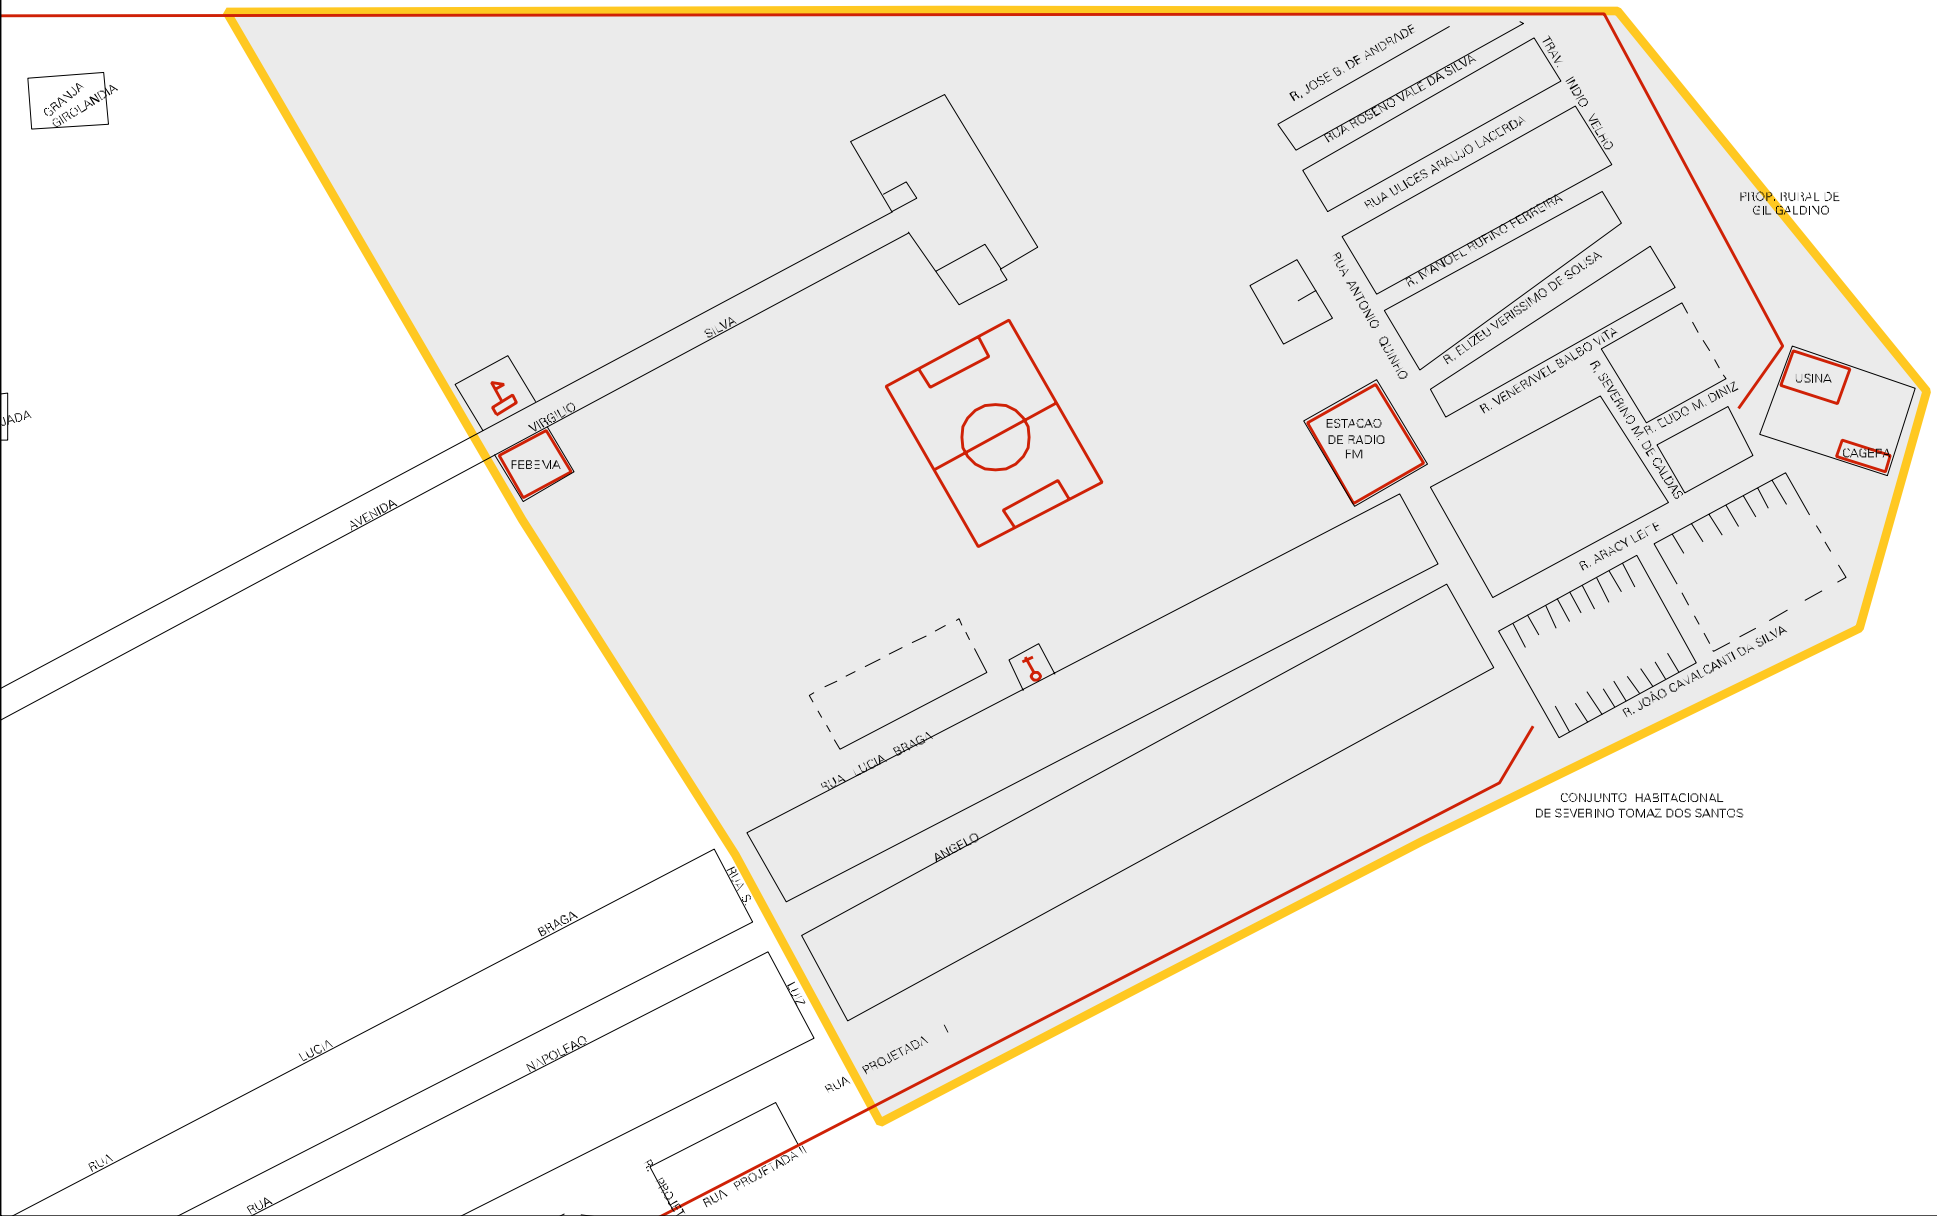 R. JOSE B. DE ANDRADE
RUA ROSENO VALE DA SILVA
TRAV. INDIO VELHO
RUA ULICES ARAUJO LACERDA
GRANJA
GIROLANDIA
PROP. RURAL DE
GIL GALDINO
R. MANOEL RUFINO FERREIRA
R. ELIZEU VERISSIMO DE SOUSA
RUA ANTONIO QUINHO
R. VENERAVEL BALBO VITA
R. SEVERINO M. DE CALDAS
R. EUDO M. DINIZ
USINA
CAGEPA
ESTACAO
DE RADIO
FM
AVENIDA VIRGILIO SILVA
FEBEMA
R. ARACY LEITE
R. JOÃO CAVALCANTI DA SILVA
CONJUNTO HABITACIONAL
DE SEVERINO TOMAZ DOS SANTOS
RUA LUCIA BRAGA
ANGELO
RUA S.
LUIZ
RUA LUCIA BRAGA
RUA NAPOLEAO
RUA PROJETADA I
RUA PROJETADA II